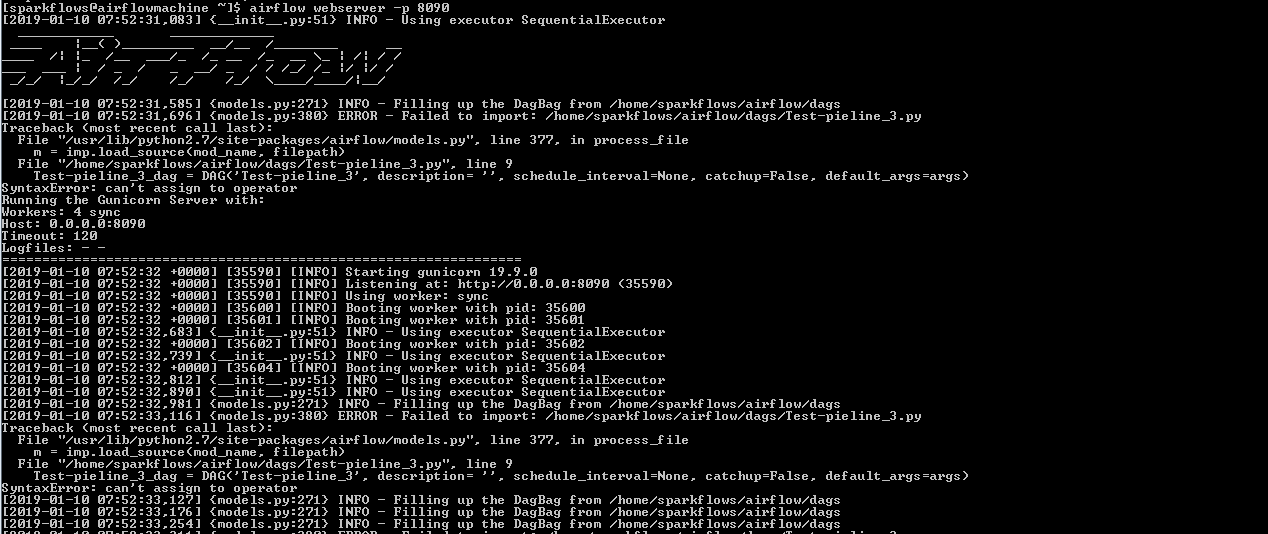 [sparkflows@airflowmachine ~]$ airflow webserver -p 8090
[2019-01-10 07:52:31,083] {__init__.py:51} INFO - Using executor SequentialExecutor
  ____________       _____________
 ____    |__( )_________  __/__  /________      __
____  /| |_  /__  ___/_  /_ __  /_  __ \_ | /| / /
___  ___ |  / _  /   _  __/ _  / / /_/ /_ |/ |/ /
 _/_/  |_/_/  /_/    /_/    /_/  \____/____/|__/
[2019-01-10 07:52:31,585] {models.py:271} INFO - Filling up the DagBag from /home/sparkflows/airflow/dags
[2019-01-10 07:52:31,696] {models.py:380} ERROR - Failed to import: /home/sparkflows/airflow/dags/Test-pieline_3.py
Traceback (most recent call last):
  File "/usr/lib/python2.7/site-packages/airflow/models.py", line 377, in process_file
    m = imp.load_source(mod_name, filepath)
  File "/home/sparkflows/airflow/dags/Test-pieline_3.py", line 9
    Test-pieline_3_dag = DAG('Test-pieline_3', description= '', schedule_interval=None, catchup=False, default_args=args)
SyntaxError: can't assign to operator
Running the Gunicorn Server with:
Workers: 4 sync
Host: 0.0.0.0:8090
Timeout: 120
Logfiles: - -
=================================================================
[2019-01-10 07:52:32 +0000] [35590] [INFO] Starting gunicorn 19.9.0
[2019-01-10 07:52:32 +0000] [35590] [INFO] Listening at: http://0.0.0.0:8090 (35590)
[2019-01-10 07:52:32 +0000] [35590] [INFO] Using worker: sync
[2019-01-10 07:52:32 +0000] [35600] [INFO] Booting worker with pid: 35600
[2019-01-10 07:52:32 +0000] [35601] [INFO] Booting worker with pid: 35601
[2019-01-10 07:52:32,683] {__init__.py:51} INFO - Using executor SequentialExecutor
[2019-01-10 07:52:32 +0000] [35602] [INFO] Booting worker with pid: 35602
[2019-01-10 07:52:32,739] {__init__.py:51} INFO - Using executor SequentialExecutor
[2019-01-10 07:52:32 +0000] [35604] [INFO] Booting worker with pid: 35604
[2019-01-10 07:52:32,812] {__init__.py:51} INFO - Using executor SequentialExecutor
[2019-01-10 07:52:32,890] {__init__.py:51} INFO - Using executor SequentialExecutor
[2019-01-10 07:52:32,981] {models.py:271} INFO - Filling up the DagBag from /home/sparkflows/airflow/dags
[2019-01-10 07:52:33,116] {models.py:380} ERROR - Failed to import: /home/sparkflows/airflow/dags/Test-pieline_3.py
Traceback (most recent call last):
  File "/usr/lib/python2.7/site-packages/airflow/models.py", line 377, in process_file
    m = imp.load_source(mod_name, filepath)
  File "/home/sparkflows/airflow/dags/Test-pieline_3.py", line 9
    Test-pieline_3_dag = DAG('Test-pieline_3', description= '', schedule_interval=None, catchup=False, default_args=args)
SyntaxError: can't assign to operator
[2019-01-10 07:52:33,127] {models.py:271} INFO - Filling up the DagBag from /home/sparkflows/airflow/dags
[2019-01-10 07:52:33,176] {models.py:271} INFO - Filling up the DagBag from /home/sparkflows/airflow/dags
[2019-01-10 07:52:33,254] {models.py:271} INFO - Filling up the DagBag from /home/sparkflows/airflow/dags